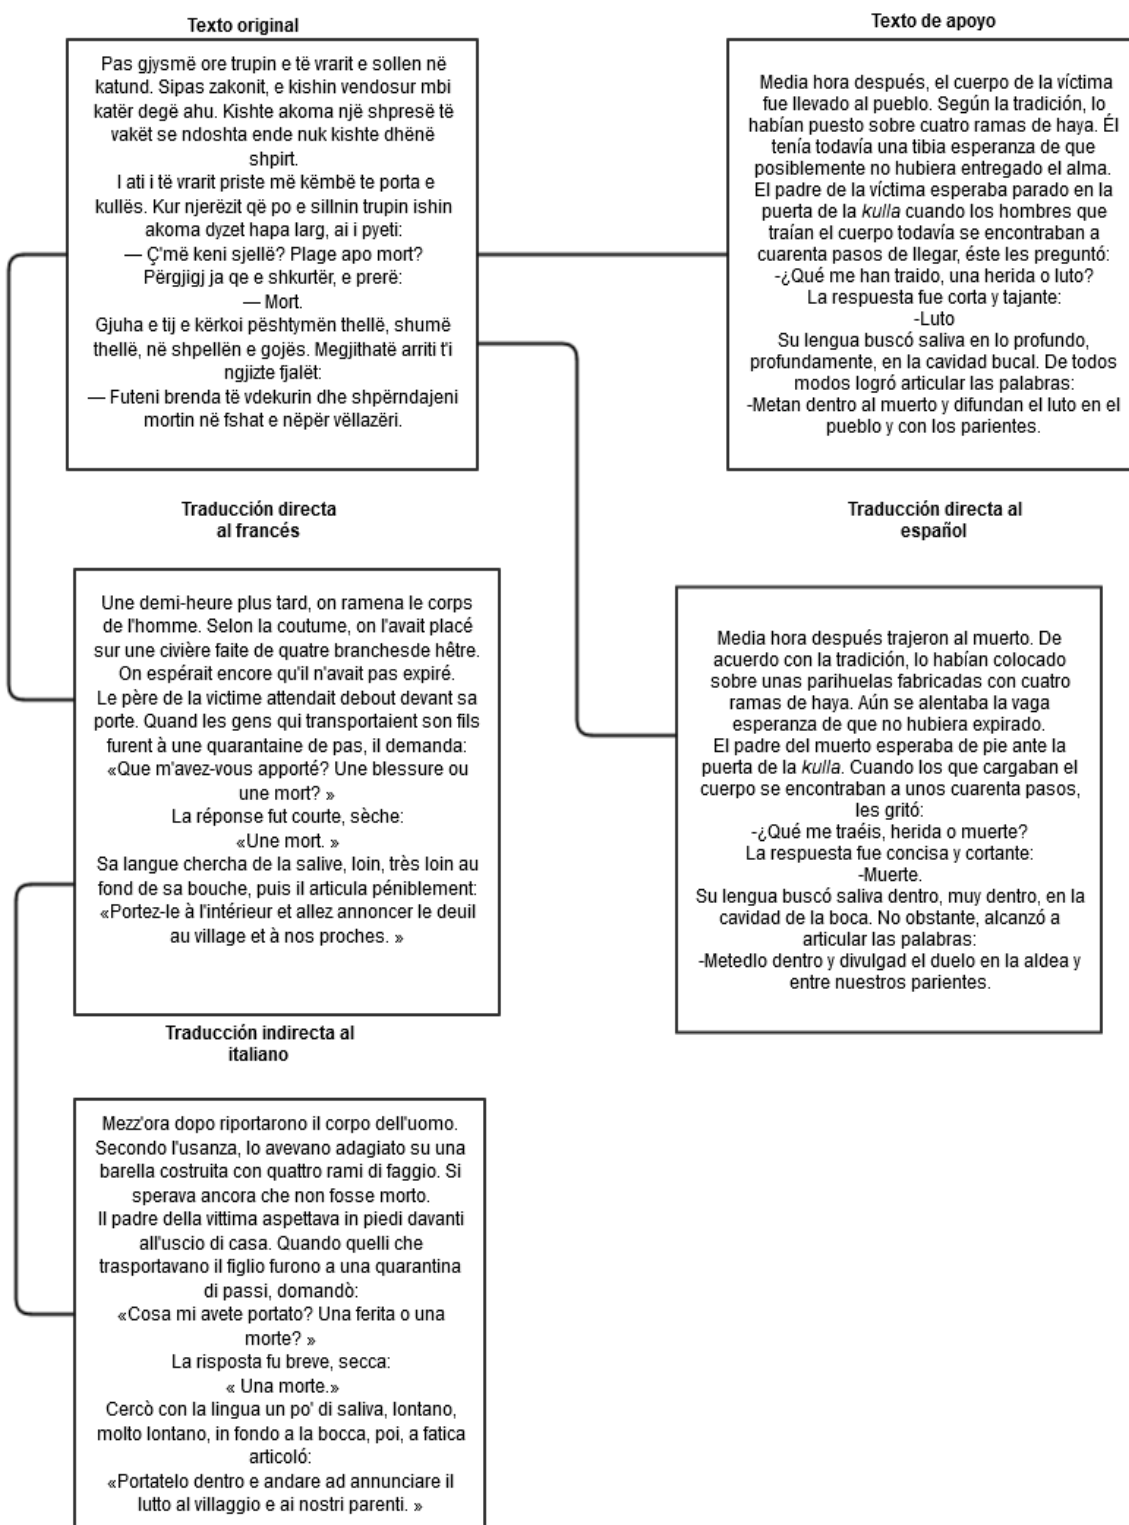 Texto original
Pas gjysmë ore trupin e të vrarit e sollen në
katund. Sipas zakonit, e kishin vendosur mbi
katër degë ahu. Kishte akoma një shpresë të
vakët se ndoshta ende nuk kishte dhënë
shpirt.
I ati i të vrarit priste më këmbë te porta e
kullës. Kur njerëzit që po e sillnin trupin ishin
akoma dyzet hapa larg, ai i pyeti:
— Ç'më keni sjellë? Plage apo mort?
Përgjigj ja qe e shkurtër, e prerë:
— Mort.
Gjuha e tij e kërkoi pështymën thellë, shumë
thellë, në shpellën e gojës. Megjithatë arriti t'i
ngjizte fjalët:
— Futeni brenda të vdekurin dhe shpërndajeni
mortin në fshat e nëpër vëllazëri.
Texto de apoyo
Media hora después, el cuerpo de la víctima
fue llevado al pueblo. Según la tradición, lo
habían puesto sobre cuatro ramas de haya. Él
tenía todavía una tibia esperanza de que
posiblemente no hubiera entregado el alma.
El padre de la víctima esperaba parado en la
puerta de la kulla cuando los hombres que
traían el cuerpo todavía se encontraban a
cuarenta pasos de llegar, éste les preguntó:
-¿Qué me han traido, una herida o luto?
La respuesta fue corta y tajante:
-Luto
Su lengua buscó saliva en lo profundo,
profundamente, en la cavidad bucal. De todos
modos logró articular las palabras:
-Metan dentro al muerto y difundan el luto en el
pueblo y con los parientes.
Traducción directa
al francés
Une demi-heure plus tard, on ramena le corps
de l'homme. Selon la coutume, on l'avait placé
sur une civière faite de quatre branchesde hêtre.
On espérait encore qu'il n'avait pas expiré.
Le père de la victime attendait debout devant sa
porte. Quand les gens qui transportaient son fils
furent à une quarantaine de pas, il demanda:
«Que m'avez-vous apporté? Une blessure ou
une mort? »
La réponse fut courte, sèche:
«Une mort. »
Sa langue chercha de la salive, loin, très loin au
fond de sa bouche, puis il articula péniblement:
«Portez-le à l'intérieur et allez annoncer le deuil
au village et à nos proches. »
Traducción directa al
español
Media hora después trajeron al muerto. De
acuerdo con la tradición, lo habían colocado
sobre unas parihuelas fabricadas con cuatro
ramas de haya. Aún se alentaba la vaga
esperanza de que no hubiera expirado.
El padre del muerto esperaba de pie ante la
puerta de la kulla. Cuando los que cargaban el
cuerpo se encontraban a unos cuarenta pasos,
les gritó:
-¿Qué me traéis, herida o muerte?
La respuesta fue concisa y cortante:
-Muerte.
Su lengua buscó saliva dentro, muy dentro, en la
cavidad de la boca. No obstante, alcanzó a
articular las palabras:
-Metedlo dentro y divulgad el duelo en la aldea y
entre nuestros parientes.
Traducción indirecta al
italiano
Mezz'ora dopo riportarono il corpo dell'uomo.
Secondo l'usanza, lo avevano adagiato su una
barella costruita con quattro rami di faggio. Si
sperava ancora che non fosse morto.
Il padre della vittima aspettava in piedi davanti
all'uscio di casa. Quando quelli che
trasportavano il figlio furono a una quarantina
di passi, domandò:
«Cosa mi avete portato? Una ferita o una
morte? »
La risposta fu breve, secca:
« Una morte.»
Cercò con la lingua un po' di saliva, lontano,
molto lontano, in fondo a la bocca, poi, a fatica
articoló:
«Portatelo dentro e andare ad annunciare il
lutto al villaggio e ai nostri parenti. »